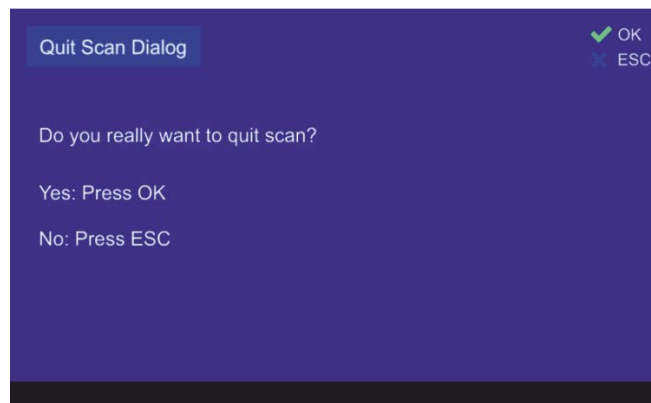 Quit Scan Dialog
OK
ESC
Do you really want to quit scan?
Yes: Press OK
No: Press ESC